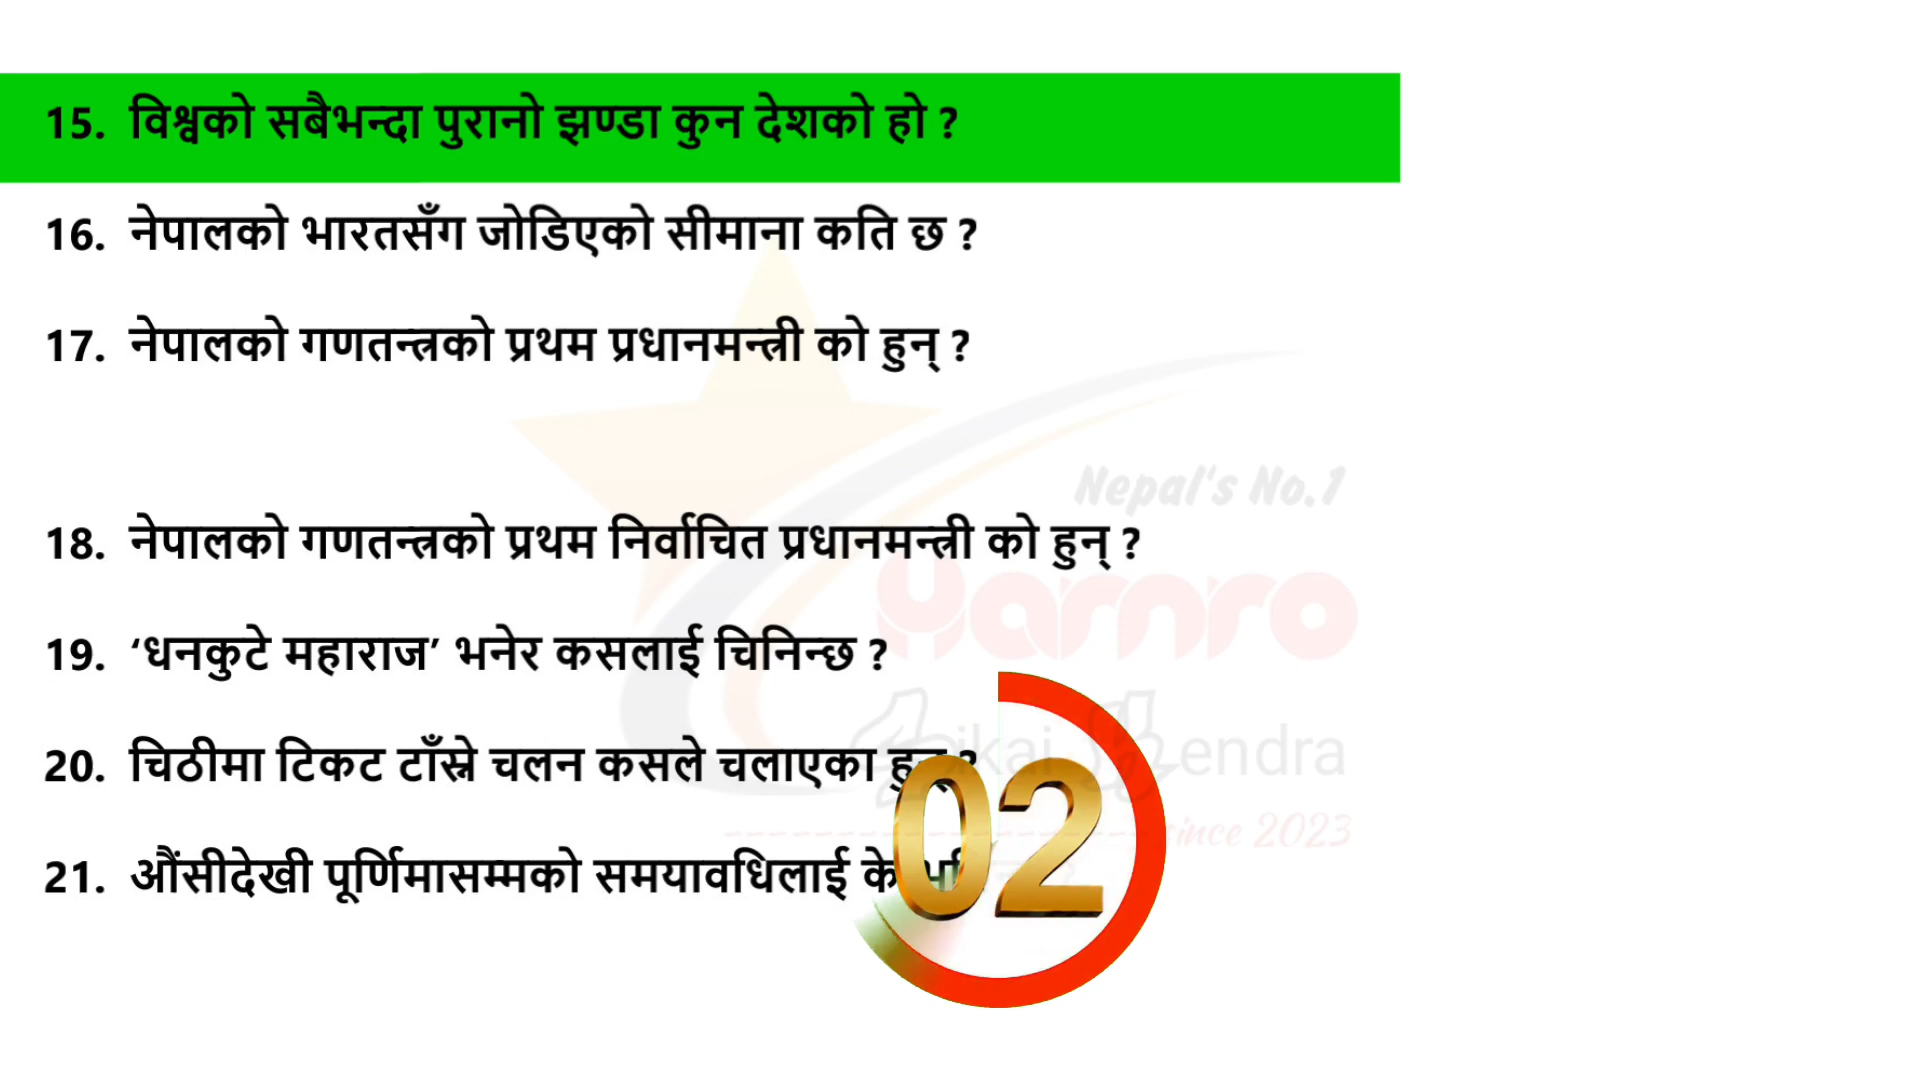 15. विश्वको सबैभन्दा पुरानो झण्डा कुन देशको हो ?
16. नेपालको भारतसँग जोडिएको सीमाना कति छ ?
17. नेपालको गणतन्त्रको प्रथम प्रधानमन्त्री को हुन् ?
Nepal's No.1
18. नेपालको गणतन्त्रको प्रथम निर्वाचित प्रधानमन्त्री को हुन् ?
19. ‘धनकुटे महाराज’ भनेर कसलाई चिनिन्छ ?
20. चिठीमा टिकट टाँस्ने चलन कसले चलाएका हुन् ?
02
since 2023
21. औंसीदेखी पूर्णिमासम्मको समयावधिलाई के